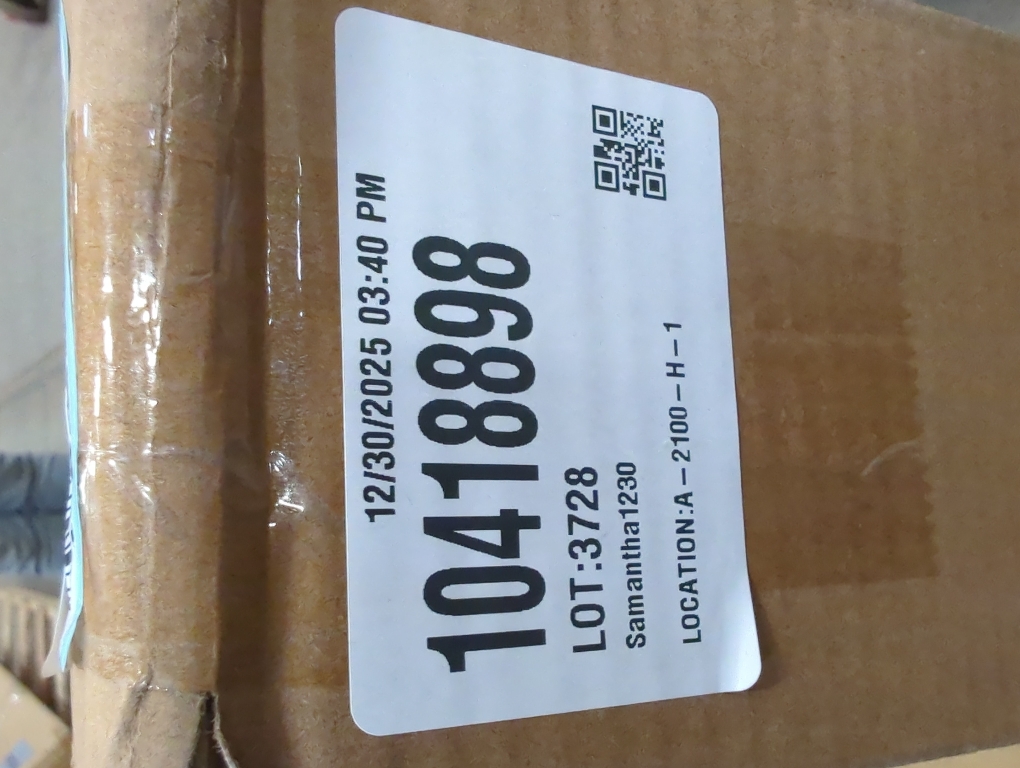 12/30/2025 03:40 PM
10418898
LOT:3728
Samantha1230
LOCATION:A-2100-H-1